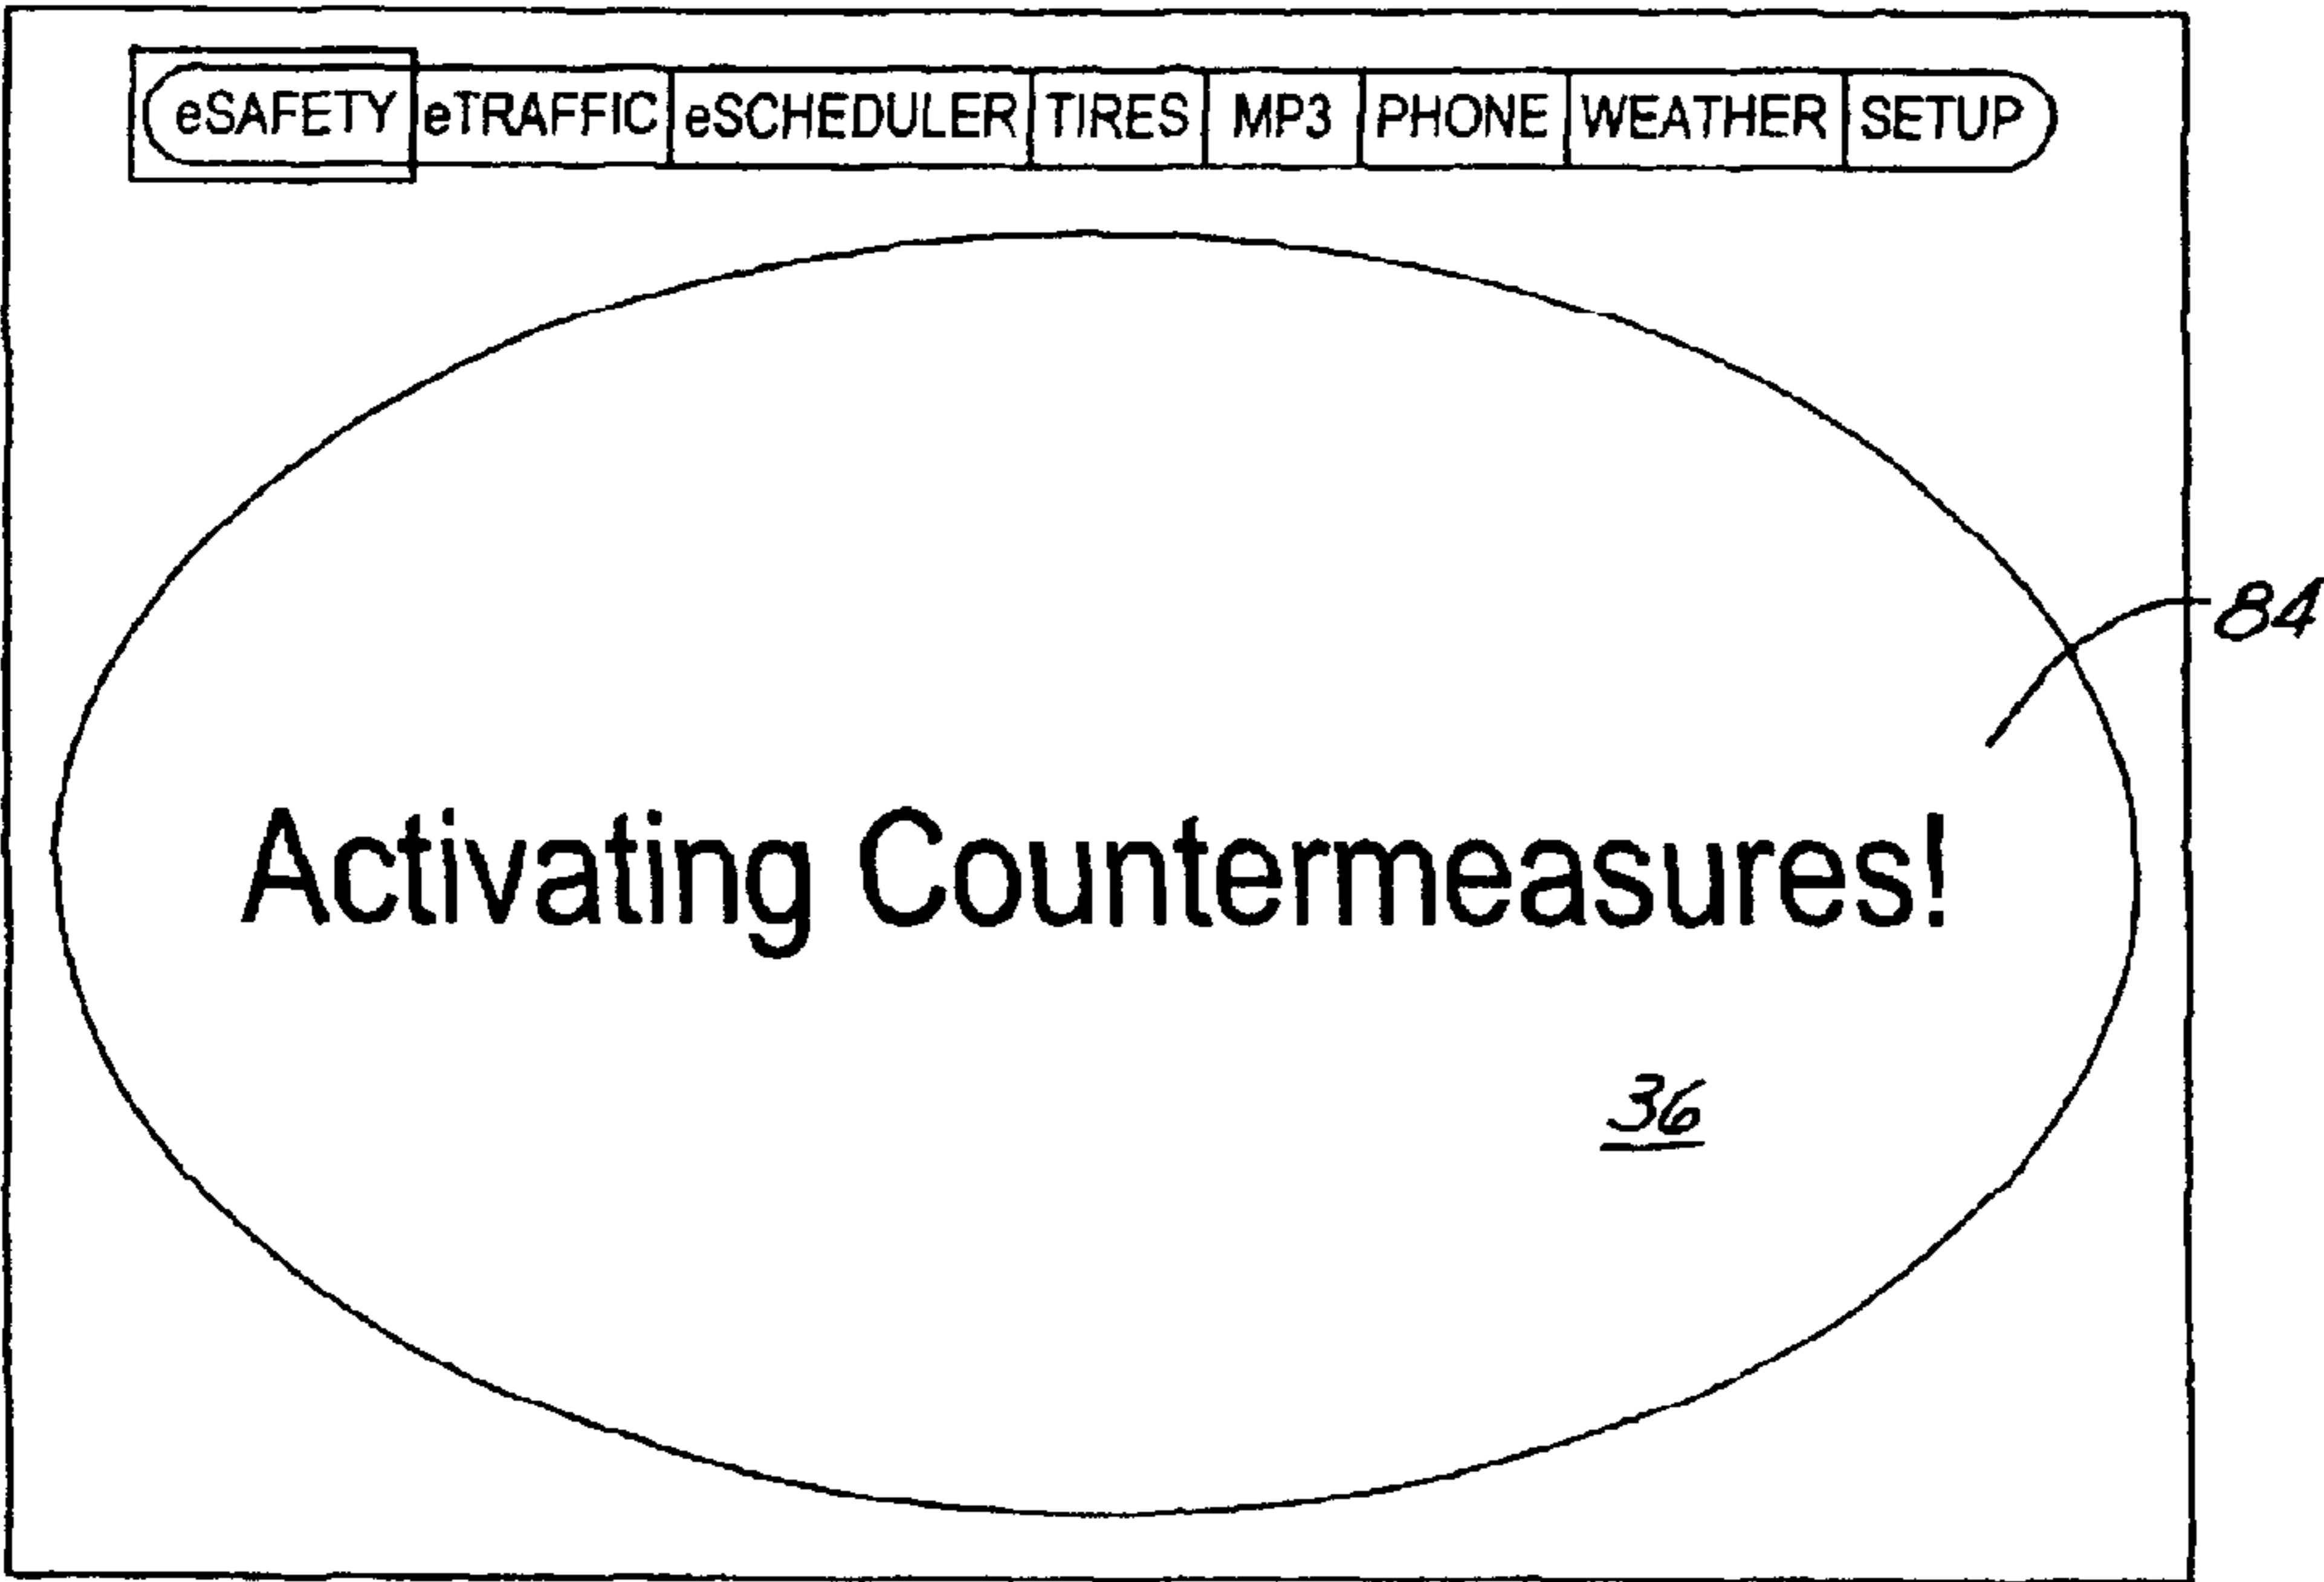 eSAFETY eTRAFFIC eSCHEDULER TIRES MP3 PHONE WEATHER SETUP
84
Activating Countermeasures!
36